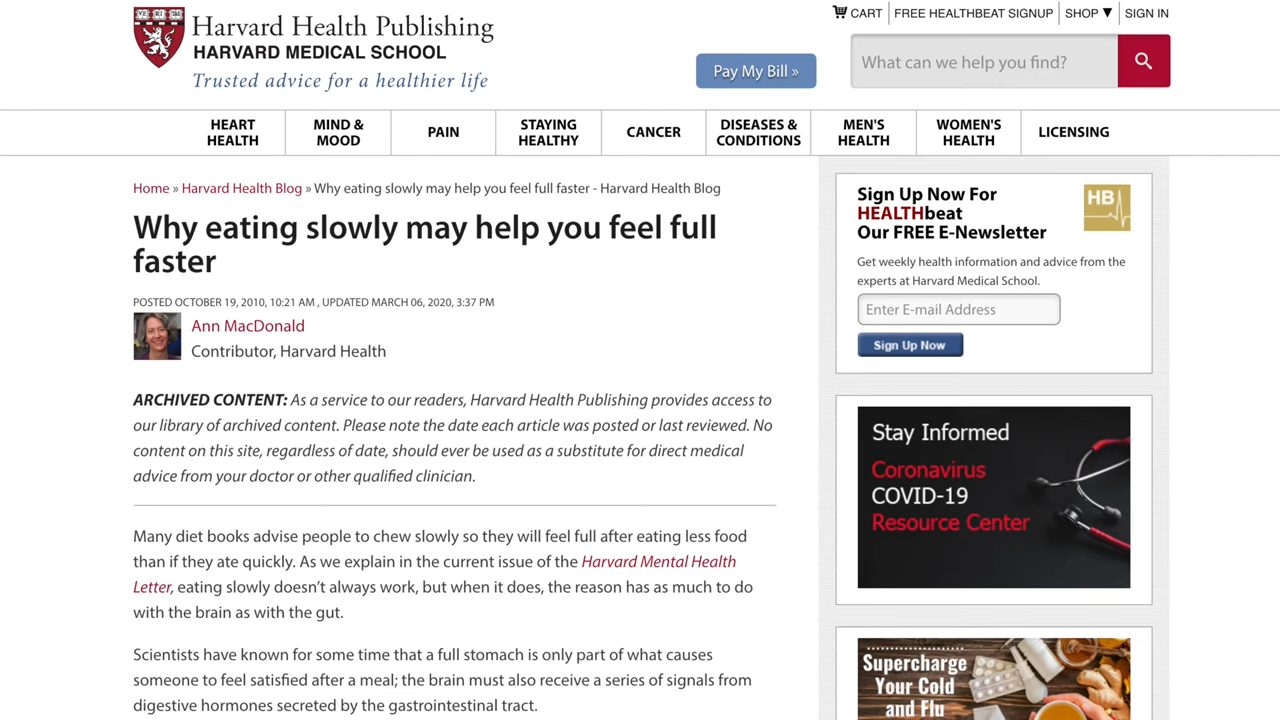 Harvard Health Publishing
HARVARD MEDICAL SCHOOL
Trusted advice for a healthier life
CART
FREE HEALTHBEAT SIGNUP
SHOP ▼
SIGN IN
Pay My Bill »
What can we help you find?
HEART HEALTH
MIND & MOOD
PAIN
STAYING HEALTHY
CANCER
DISEASES & CONDITIONS
MEN'S HEALTH
WOMEN'S HEALTH
LICENSING
Home » Harvard Health Blog » Why eating slowly may help you feel full faster - Harvard Health Blog
Why eating slowly may help you feel full
faster
POSTED OCTOBER 19, 2010, 10:21 AM , UPDATED MARCH 06, 2020, 3:37 PM
Ann MacDonald
Contributor, Harvard Health
ARCHIVED CONTENT: As a service to our readers, Harvard Health Publishing provides access to
our library of archived content. Please note the date each article was posted or last reviewed. No
content on this site, regardless of date, should ever be used as a substitute for direct medical
advice from your doctor or other qualified clinician.
Many diet books advise people to chew slowly so they will feel full after eating less food
than if they ate quickly. As we explain in the current issue of the Harvard Mental Health
Letter, eating slowly doesn't always work, but when it does, the reason has as much to do
with the brain as with the gut.
Scientists have known for some time that a full stomach is only part of what causes
someone to feel satisfied after a meal; the brain must also receive a series of signals from
digestive hormones secreted by the gastrointestinal tract.
Sign Up Now For
HEALTHbeat
Our FREE E-Newsletter
HB
Get weekly health information and advice from the
experts at Harvard Medical School.
Enter E-mail Address
Sign Up Now
Stay Informed
Coronavirus
COVID-19
Resource Center
Supercharge
Your Cold
and Flu